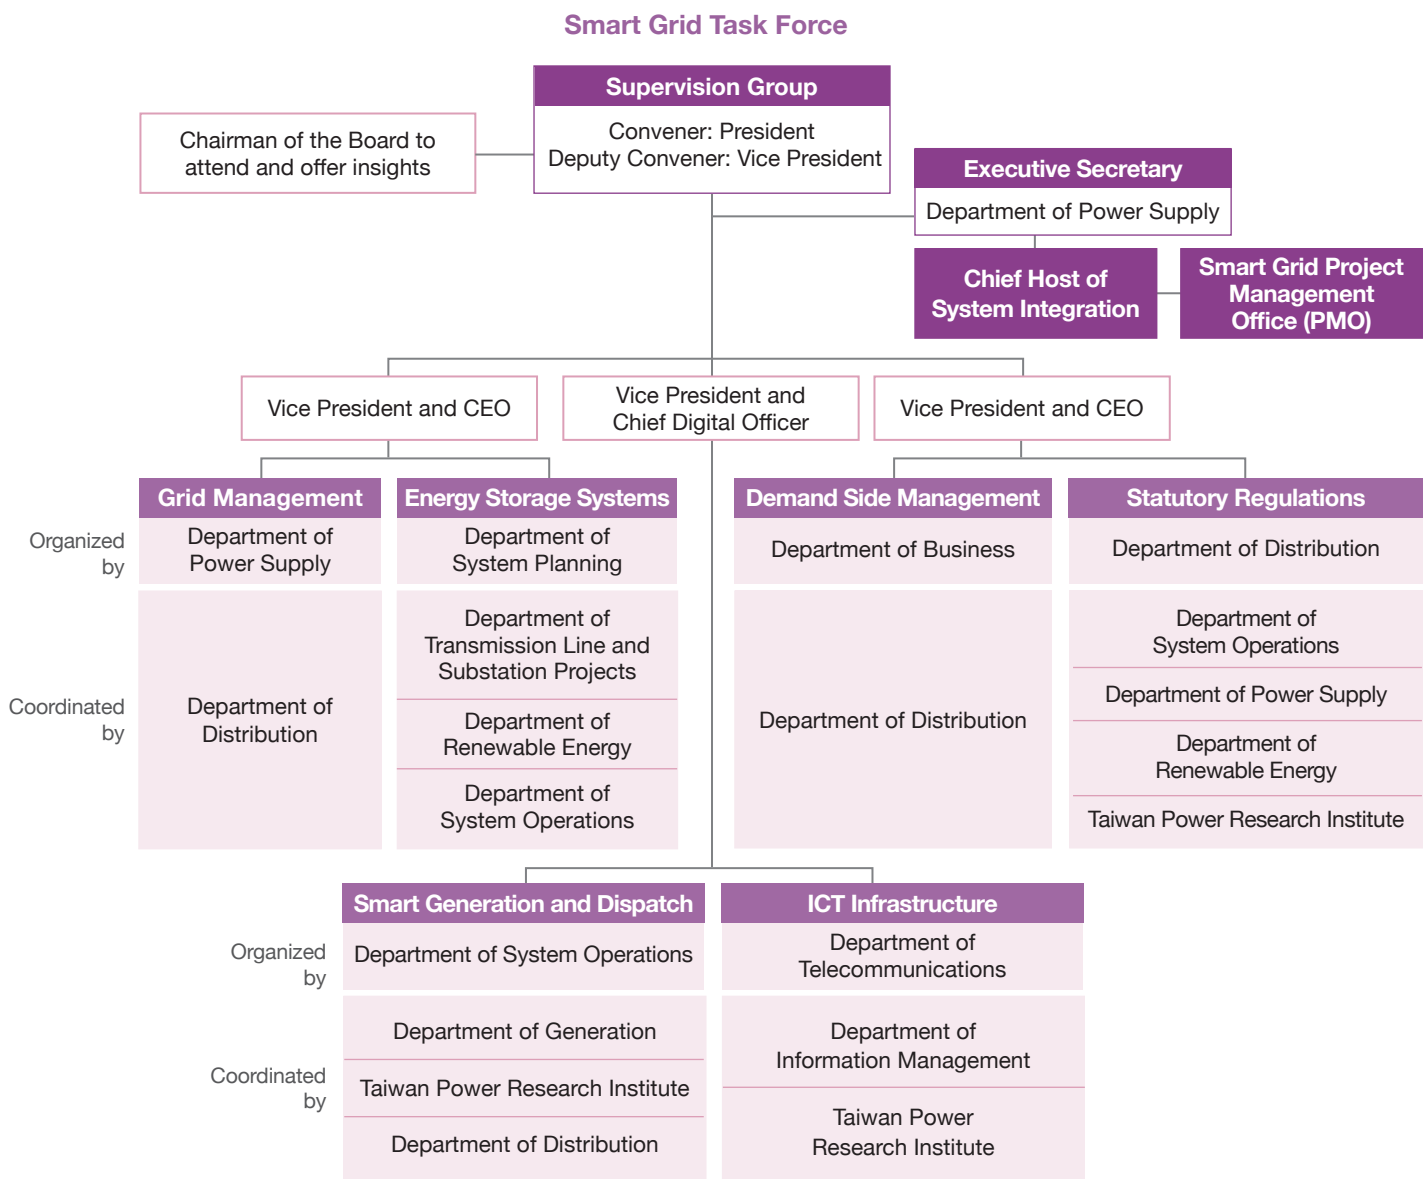 Smart Grid Task Force
Supervision Group
Convener: President
Deputy Convener: Vice President
Chairman of the Board to
attend and offer insights
Executive Secretary
Department of Power Supply
Chief Host of
System Integration
Smart Grid Project
Management
Office (PMO)
Vice President and CEO
Vice President and
Chief Digital Officer
Vice President and CEO
Grid Management
Energy Storage Systems
Demand Side Management
Statutory Regulations
Organized
by
Department of
Power Supply
Department of
System Planning
Department of Business
Department of Distribution
Coordinated
by
Department of
Distribution
Department of
Transmission Line and
Substation Projects
Department of
Renewable Energy
Department of
System Operations
Department of Distribution
Department of
System Operations
Department of Power Supply
Department of
Renewable Energy
Taiwan Power Research Institute
Smart Generation and Dispatch
ICT Infrastructure
Organized
by
Department of System Operations
Department of
Telecommunications
Coordinated
by
Department of Generation
Taiwan Power Research Institute
Department of Distribution
Department of
Information Management
Taiwan Power
Research Institute